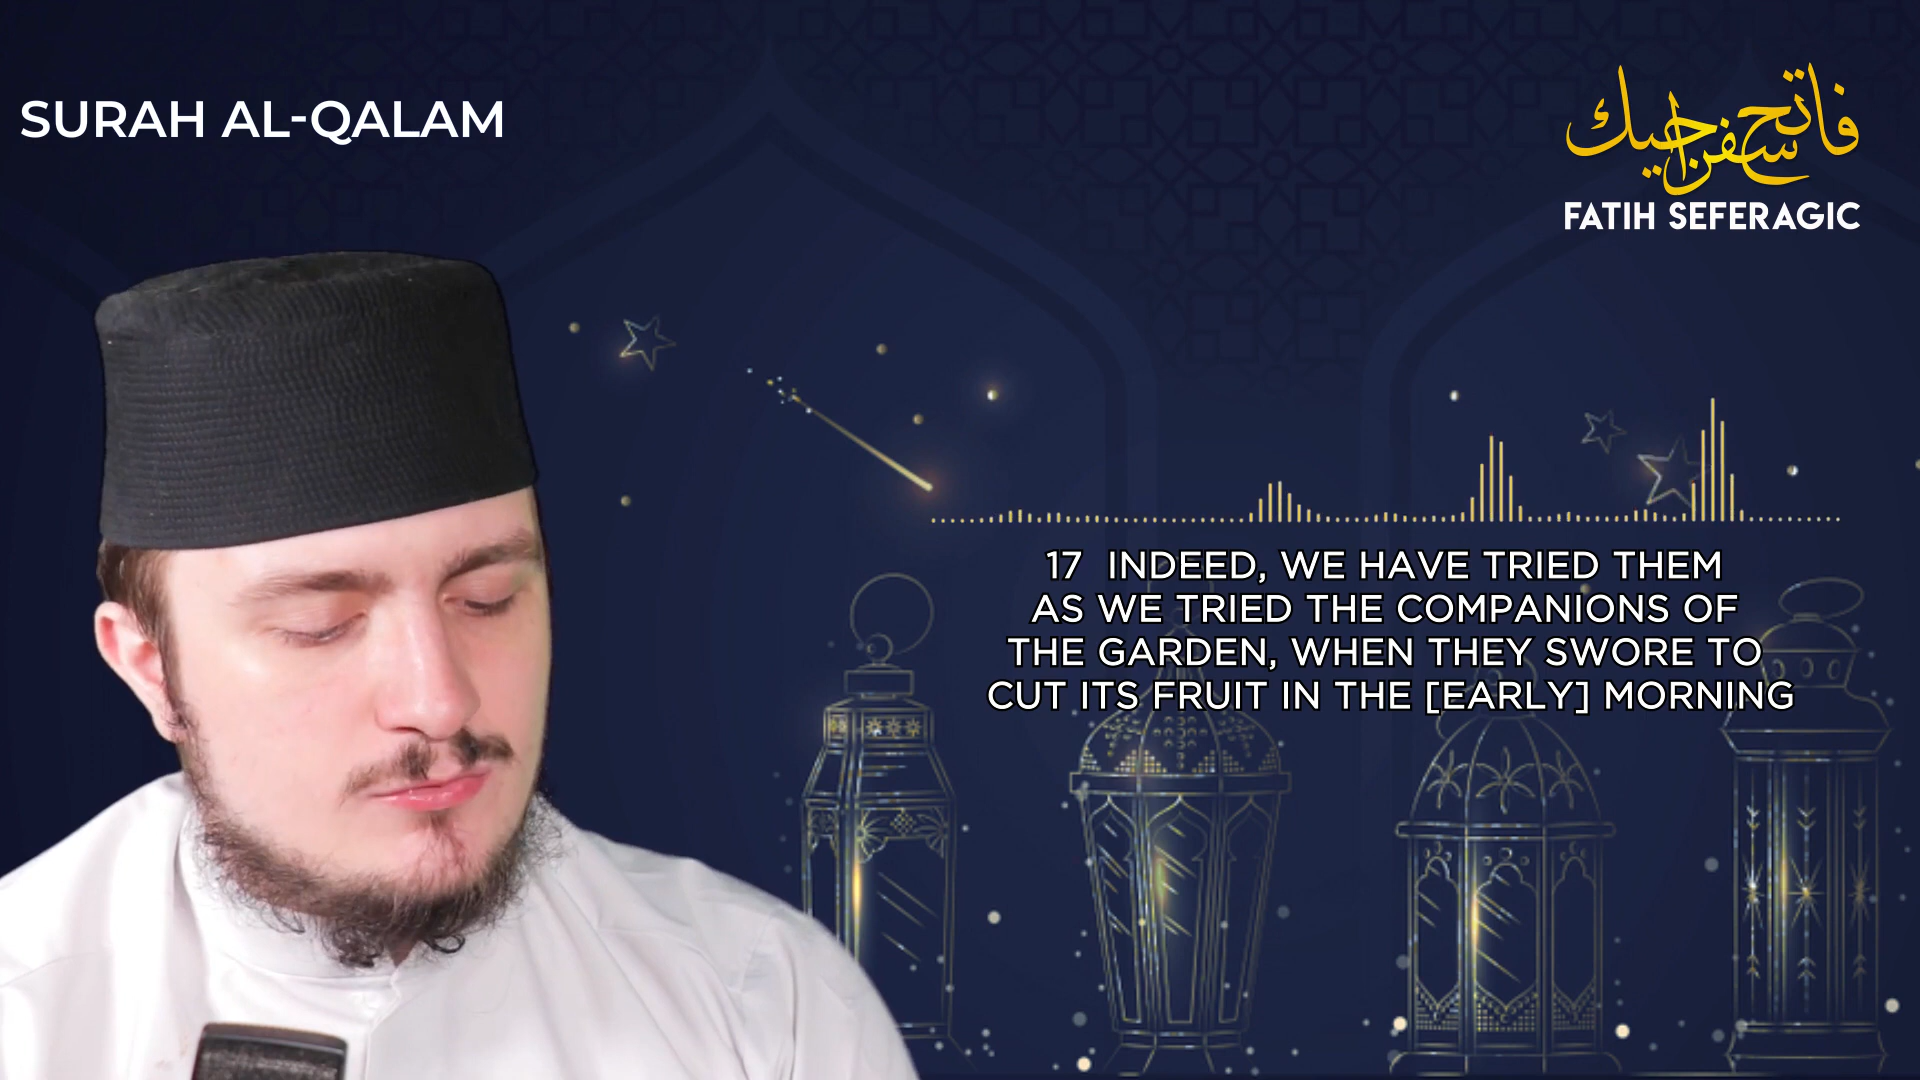 SURAH AL-QALAM
فاتح سفراجيك
FATIH SEFERAGIC
17 INDEED, WE HAVE TRIED THEM
AS WE TRIED THE COMPANIONS OF
THE GARDEN, WHEN THEY SWORE TO
CUT ITS FRUIT IN THE [EARLY] MORNING